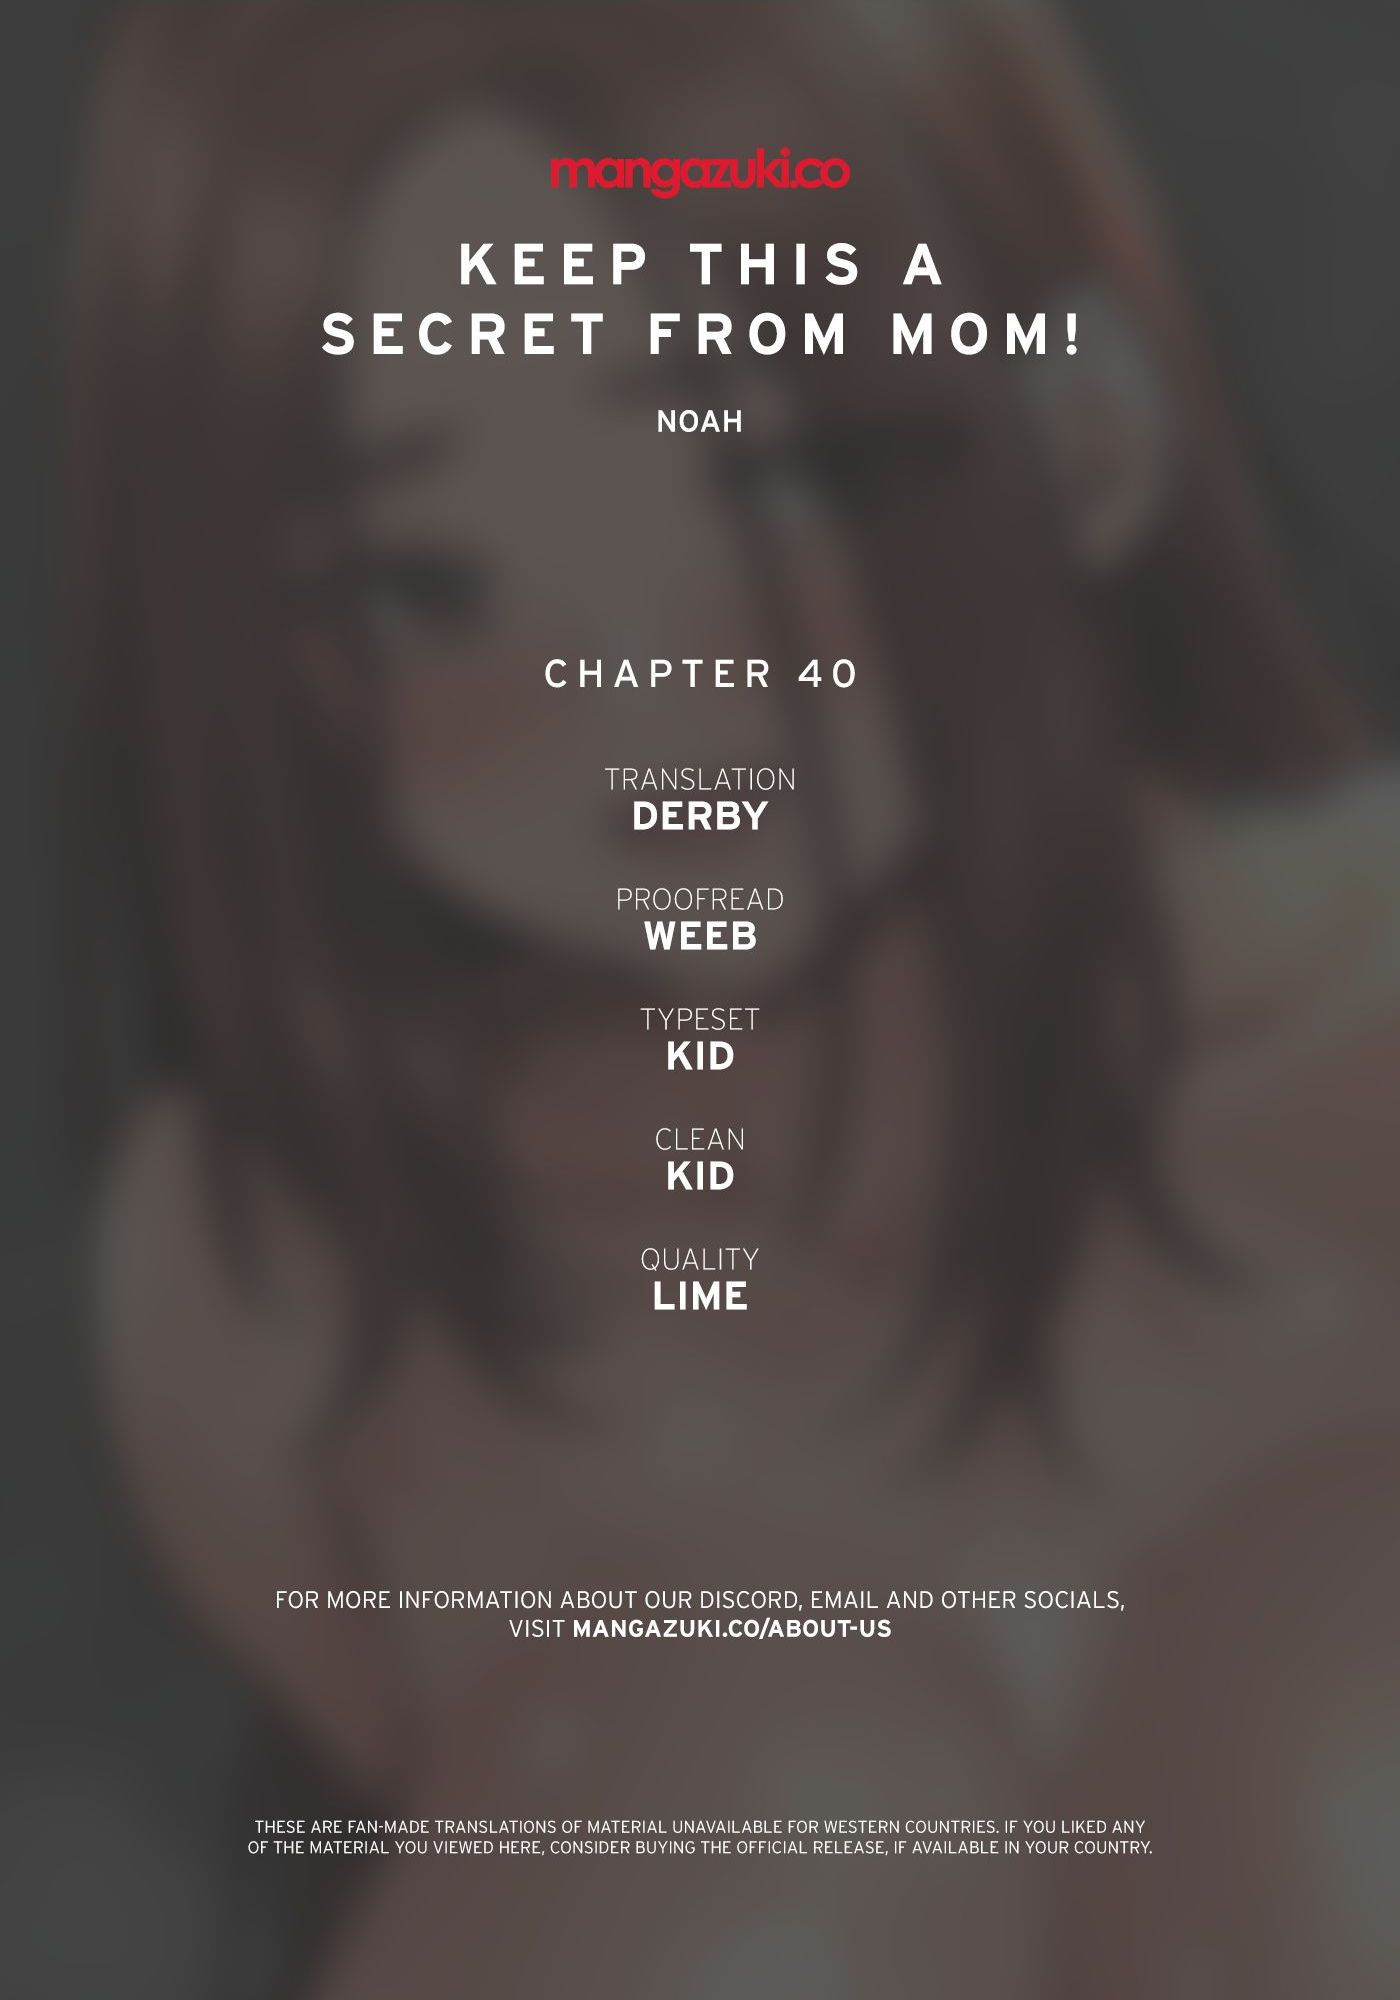 mangazuki.co
KEEP THIS A
SECRET FROM MOM!
NOAH
CHAPTER 40
TRANSLATION
DERBY
PROOFREAD
WEEB
TYPESET
KID
CLEAN
KID
QUALITY
LIME
FOR MORE INFORMATION ABOUT OUR DISCORD, EMAIL AND OTHER SOCIALS,
VISIT MANGAZUKI.CO/ABOUT-US
THESE ARE FAN-MADE TRANSLATIONS OF MATERIAL UNAVAILABLE FOR WESTERN COUNTRIES. IF YOU LIKED ANY
OF THE MATERIAL YOU VIEWED HERE, CONSIDER BUYING THE OFFICIAL RELEASE, IF AVAILABLE IN YOUR COUNTRY.